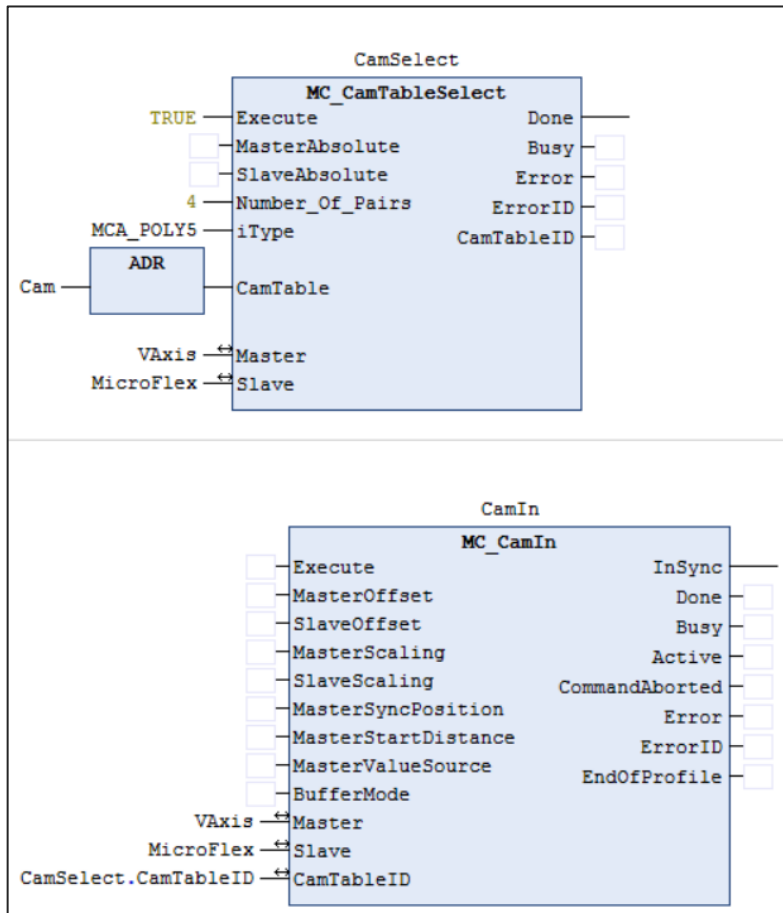 CamSelect
MC_CamTableSelect
TRUE Execute Done
MasterAbsolute Busy
SlaveAbsolute Error
4 Number_Of_Pairs ErrorID
MCA_POLY5 iType CamTableID
ADR
Cam CamTable
VAxis Master
MicroFlex Slave
CamIn
MC_CamIn
Execute InSync
MasterOffset Done
SlaveOffset Busy
MasterScaling Active
SlaveScaling CommandAborted
MasterSyncPosition Error
MasterStartDistance ErrorID
MasterValueSource EndOfProfile
BufferMode
VAxis Master
MicroFlex Slave
CamSelect.CamTableID CamTableID